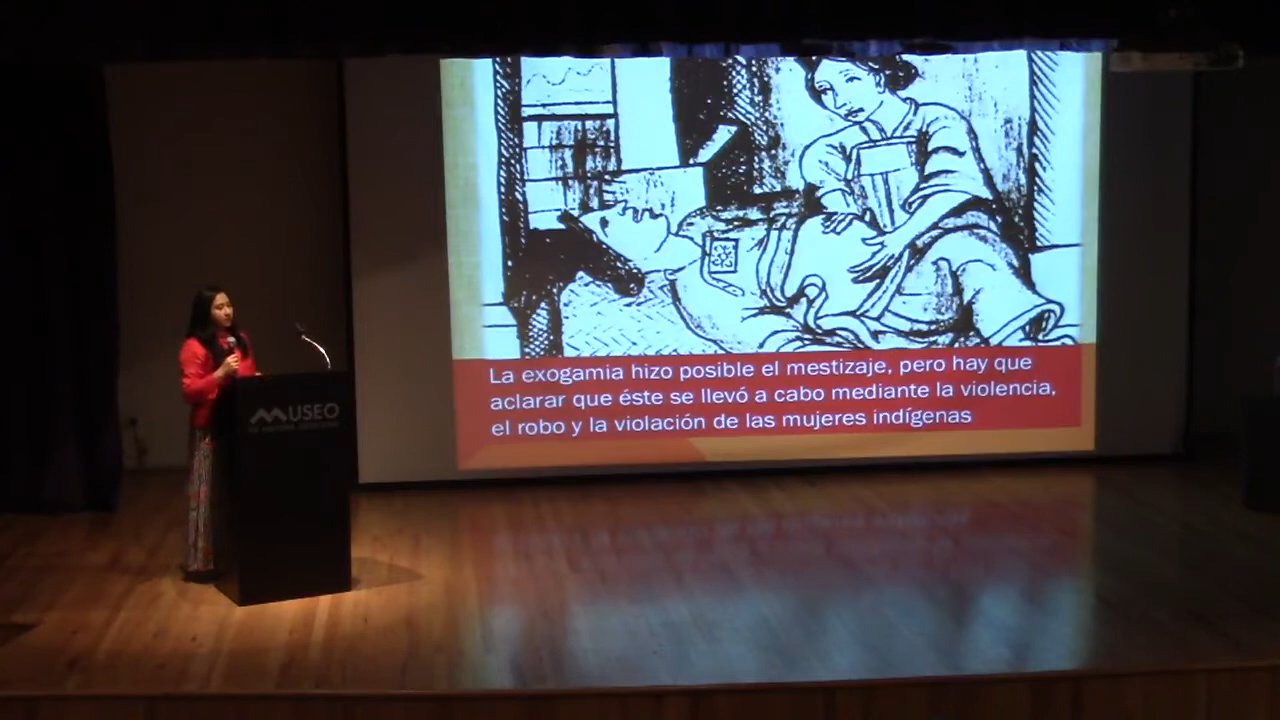 La exogamia hizo posible el mestizaje, pero hay que
aclarar que éste se llevó a cabo mediante la violencia,
el robo y la violación de las mujeres indígenas
MUSEO